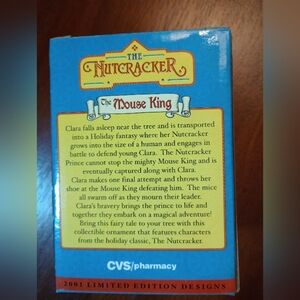 THE
NUTCRACKER
The Mouse King
Clara falls asleep near the tree and is transported
into a Holiday fantasy where her Nutcracker
grows into the size of a human and engages in
battle to defend young Clara. The Nutcracker
Prince cannot stop the mighty Mouse King and is
eventually captured along with Clara.
Clara makes one final attempt and throws her
shoe at the Mouse King defeating him. The mice
all swarm off as they mourn their leader.
Clara's bravery brings the prince to life and
together they embark on a magical adventure!
Bring this fairy tale to your tree with this
collectible ornament that features characters
from the holiday classic, The Nutcracker.
CVS/pharmacy
2001 LIMITED EDITION DESIGNS